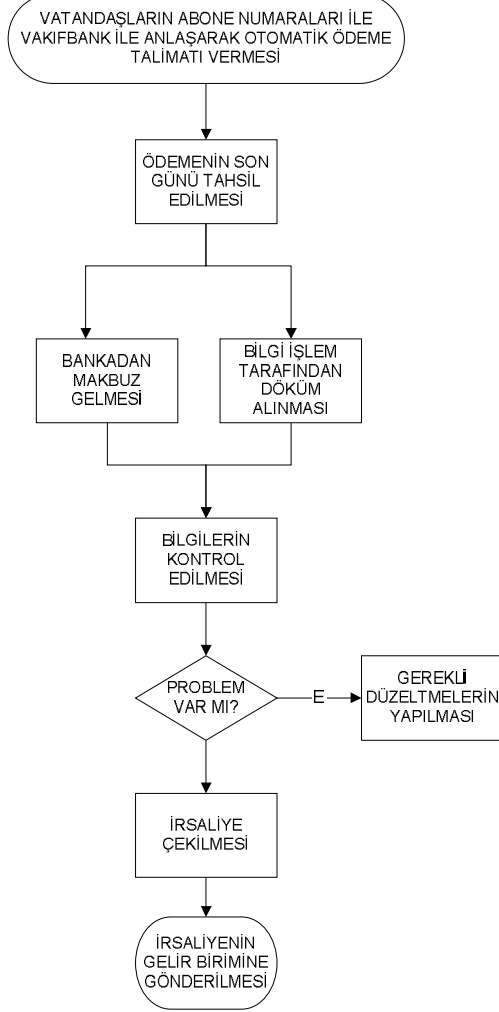 VATANDAŞLARIN ABONE NUMARALARI İLE
VAKIFBANK İLE ANLAŞARAK OTOMATİK ÖDEME
TALİMATI VERMESİ
ÖDEMENİN SON
GÜNÜ TAHSİL
EDİLMESİ
BANKADAN
MAKBUZ
GELMESİ
BİLGİ İŞLEM
TARAFINDAN
DÖKÜM
ALINMASI
BİLGİLERİN
KONTROL
EDİLMESİ
PROBLEM
VAR MI?
E
GEREKLİ
DÜZELTMELERİN
YAPILMASI
İRSALİYE
ÇEKİLMESİ
İRSALİYENİN
GELİR BİRİMİNE
GÖNDERİLMESİ